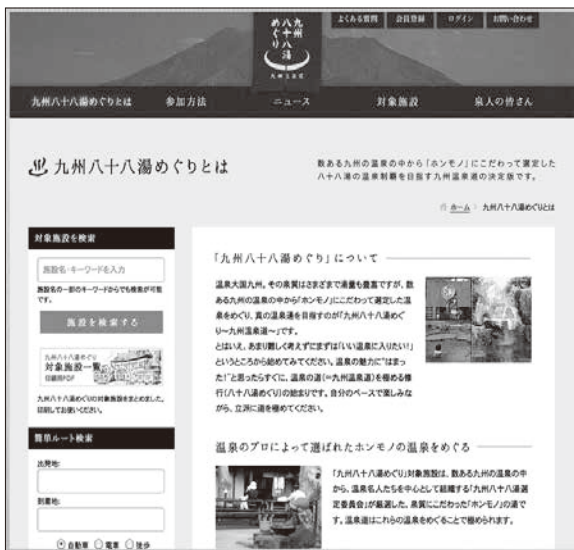 よくある質問 会員登録 ログイン お問い合わせ
九州
八十八湯
めぐり
九州温泉道
九州八十八湯めぐりとは 参加方法 ニュース 対象施設 泉人の皆さん
九州八十八湯めぐりとは
数ある九州の温泉の中から「ホンモノ」にこだわって選定した
八十八湯の温泉制覇を目指す九州温泉道の決定版です。
ホーム 〉 九州八十八湯めぐりとは
対象施設を検索
施設名・キーワードを入力
施設名の一部のキーワードからでも検索が可能
です。
施設を検索する
九州八十八湯めぐり
対象施設一覧
印刷用PDF
九州八十八湯めぐりの対象施設をまとめました。
印刷してお使いください。
簡単ルート検索
出発地:
到着地:
自動車 電車 徒歩
「九州八十八湯めぐり」について
温泉大国九州。その泉質はさまざまで湯量も豊富ですが、数
ある九州の温泉の中から「ホンモノ」にこだわって選定した温
泉をめぐり、真の温泉道を目指すのが「九州八十八湯めぐ
り～九州温泉道～」です。
とはいえ、あまり難しく考えずにまずは「いい温泉に入りたい！」
というところから始めてみてください。温泉の魅力に"はまっ
た！"と思ったらすぐに、温泉の道(=九州温泉道)を極める修
行(八十八湯めぐり)の始まりです。自分のペースで楽しみな
がら、立派に道を極めてください。
温泉のプロによって選ばれたホンモノの温泉をめぐる
「九州八十八湯めぐり」対象施設は、数ある九州の温泉の中
から、温泉名人たちを中心として組織する「九州八十八湯選
定委員会」が厳選した、泉質にこだわった「ホンモノ」の湯で
す。温泉道はこれらの温泉をめぐることで極められます。